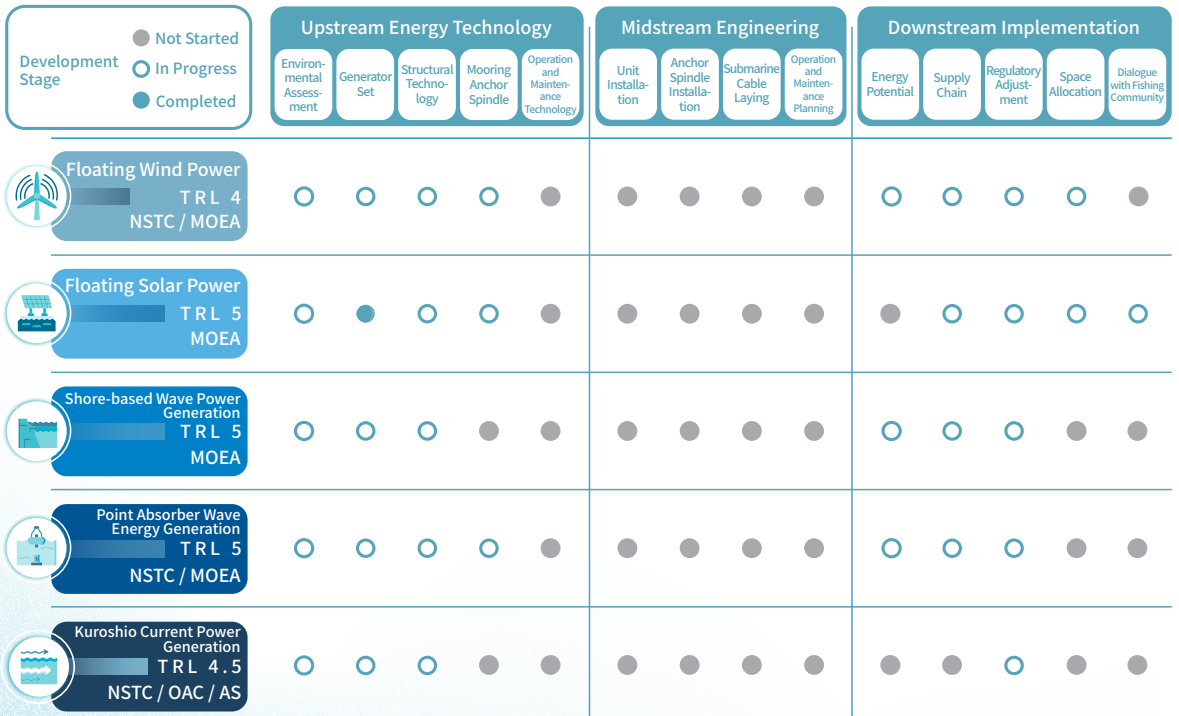 Development
Stage
Not Started
In Progress
Completed
Upstream Energy Technology
Environ-
mental
Assess-
ment
Generator
Set
Structural
Techno-
logy
Mooring
Anchor
Spindle
Operation
and
Mainten-
ance
Technology
Midstream Engineering
Unit
Installa-
tion
Anchor
Spindle
Installa-
tion
Submarine
Cable
Laying
Operation
and
Mainten-
ance
Planning
Downstream Implementation
Energy
Potential
Supply
Chain
Regulatory
Adjust-
ment
Space
Allocation
Dialogue
with Fishing
Community
Floating Wind Power
TRL 4
NSTC / MOEA
Floating Solar Power
TRL 5
MOEA
Shore-based Wave Power
Generation
TRL 5
MOEA
Point Absorber Wave
Energy Generation
TRL 5
NSTC / MOEA
Kuroshio Current Power
Generation
TRL 4.5
NSTC / OAC / AS